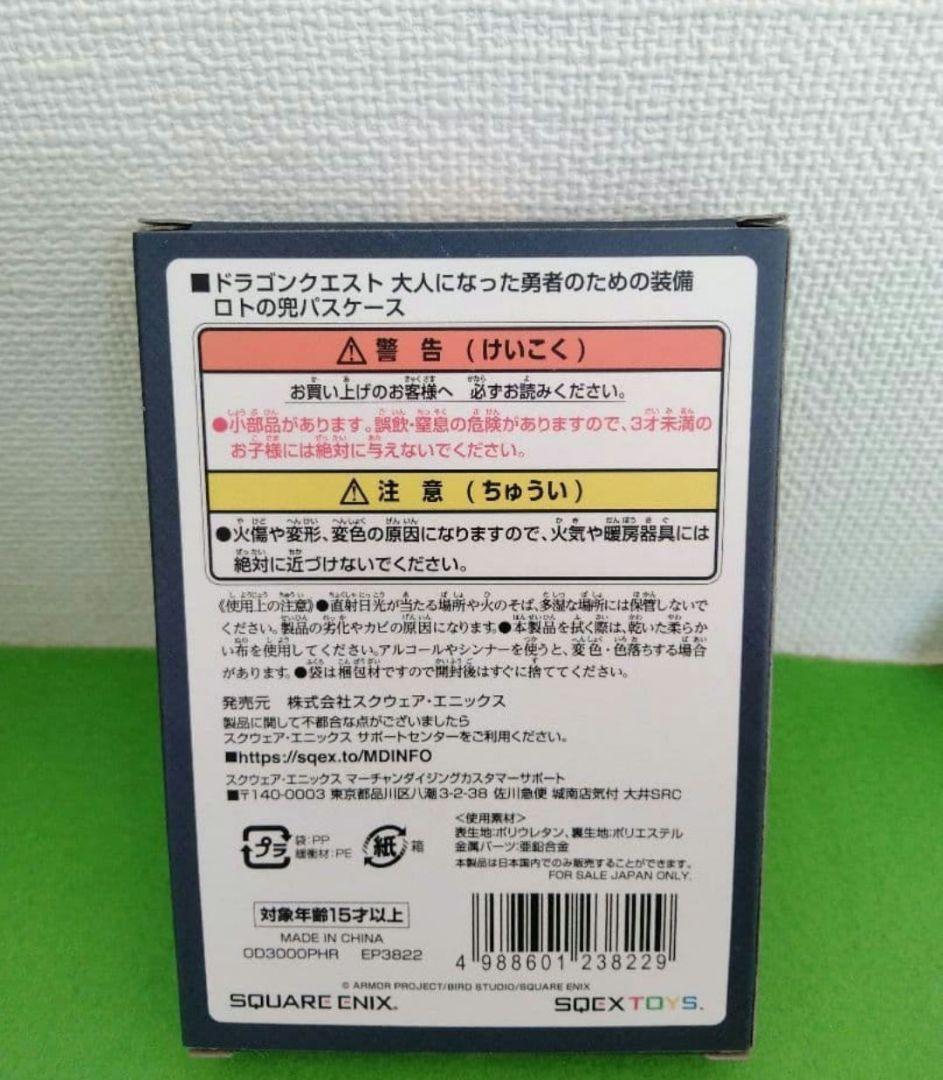 ■ドラゴンクエスト 大人になった勇者のための装備
ロトの兜パスケース
⚠警 告 (けいこく)
お買い上げのお客様へ 必ずお読みください。
●小部品があります。誤飲・窒息の危険がありますので、3才未満の
お子様には絶対に与えないでください。
⚠注 意 (ちゅうい)
●火傷や変形、変色の原因になりますので、火気や暖房器具には
絶対に近づけないでください。
《使用上の注意》●直射日光が当たる場所や火のそば、多湿な場所には保管しないで
ください。製品の劣化やカビの原因になります。●本製品を拭く際は、乾いた柔らか
い布を使用してください。アルコールやシンナーを使うと、変色・色落ちする場合
があります。●袋は梱包材ですので開封後はすぐに捨ててください。
発売元 株式会社スクウェア・エニックス
製品に関して不都合な点がございましたら
スクウェア・エニックス サポートセンターをご利用ください。
■https://sqex.to/MDINFO
スクウェア・エニックス マーチャンダイジングカスタマーサポート
■〒140-0003 東京都品川区八潮3-2-38 佐川急便 城南店気付 大井SRC
プラ 袋:PP
緩衝材:PE
紙 箱
<使用素材>
表生地:ポリウレタン、裏生地:ポリエステル
金属パーツ:亜鉛合金
本製品は日本国内でのみ販売することができます。
FOR SALE JAPAN ONLY.
対象年齢15才以上
MADE IN CHINA
OD3000PHR EP3822
4 988601 238229
© ARMOR PROJECT/BIRD STUDIO/SQUARE ENIX
SQUARE ENIX.
SQEX TOYS.